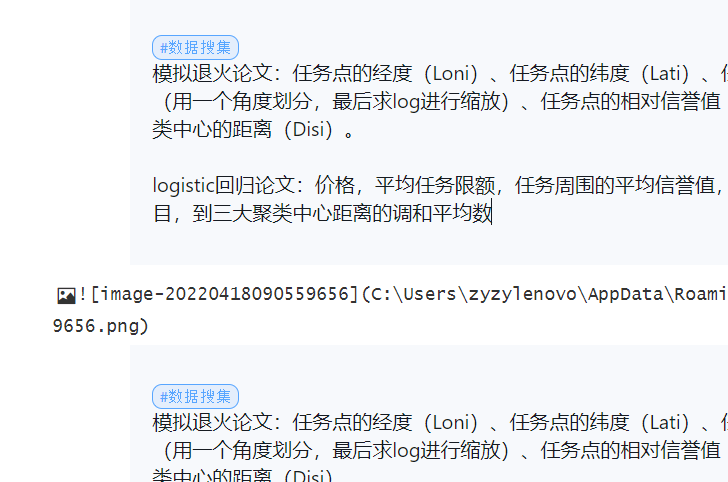 #数据搜集
模拟退火论文：任务点的经度（Loni）、任务点的纬度（Lati）、
（用一个角度划分，最后求log进行缩放）、任务点的相对信誉值
类中心的距离（Disi）。
logistic回归论文：价格，平均任务限额，任务周围的平均信誉值，
目，到三大聚类中心距离的调和平均数
![image-20220418090559656](C:\Users\zyzylenovo\AppData\Roami
9656.png)
#数据搜集
模拟退火论文：任务点的经度（Loni）、任务点的纬度（Lati）、
（用一个角度划分，最后求log进行缩放）、任务点的相对信誉值
类中心的距离（Disi）